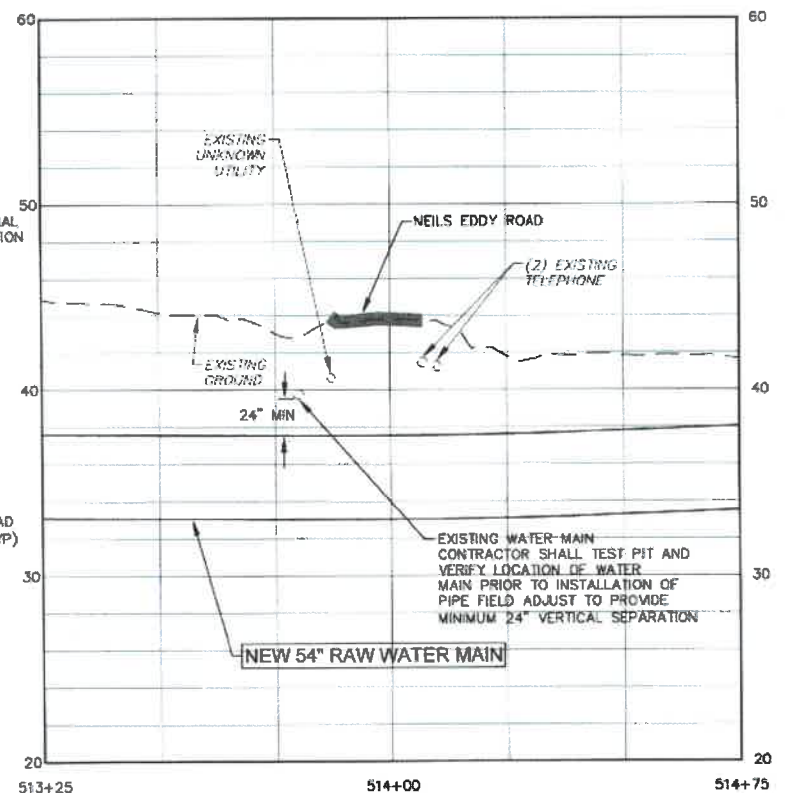 60
60
EXISTING
UNKNOWN
UTILITY
50
50
NEILS EDDY ROAD
(2) EXISTING
TELEPHONE
EXISTING
GROUND
40
40
24" MIN
EXISTING WATER MAIN
CONTRACTOR SHALL TEST PIT AND
VERIFY LOCATION OF WATER
MAIN PRIOR TO INSTALLATION OF
PIPE FIELD ADJUST TO PROVIDE
MINIMUM 24" VERTICAL SEPARATION
30
30
NEW 54" RAW WATER MAIN
20
20
513+25
514+00
514+75